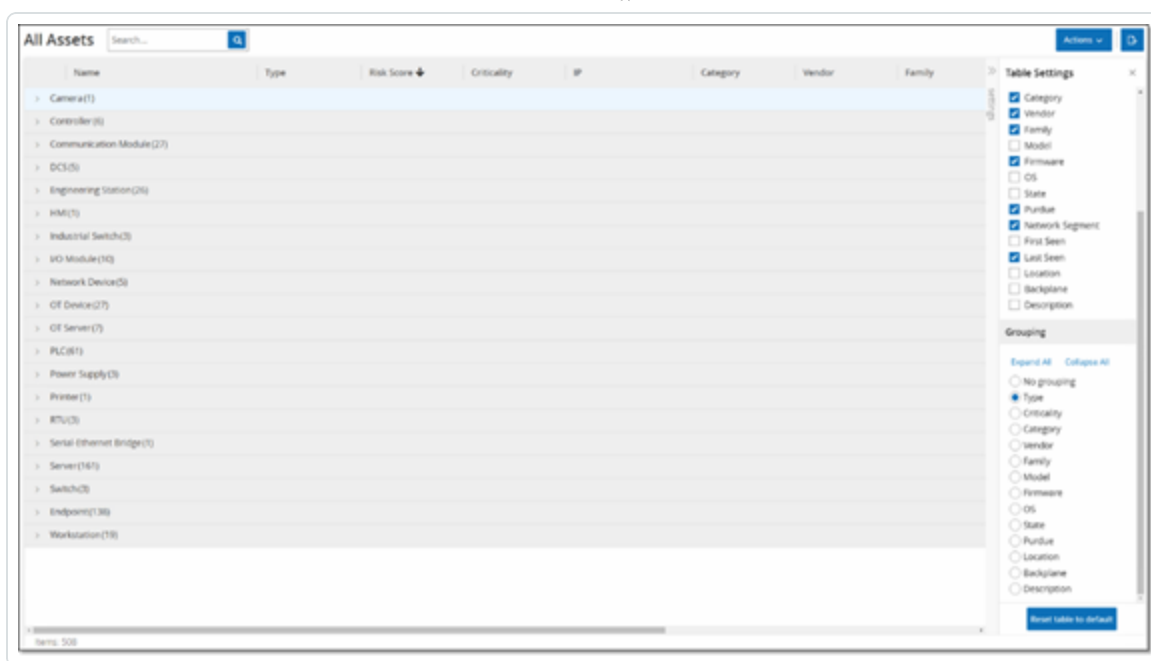 All Assets
Search...
Actions
Name Type Risk Score Criticality IP Category Vendor Family
settings
Table Settings
Camera(1)
Controller(6)
Communication Module(27)
DCS(5)
Engineering Station(26)
HMI(1)
Industrial Switch(3)
I/O Module(10)
Network Device(5)
OT Device(27)
OT Server(7)
PLC(61)
Power Supply(3)
Printer(1)
RTU(3)
Serial Ethernet Bridge(1)
Server(161)
Switch(3)
Workstation(19)
Category
Vendor
Family
Model
Firmware
OS
State
Purdue
Network Segment
First Seen
Last Seen
Location
Backplane
Description
Grouping
Expand All Collapse All
No grouping
Type
Criticality
Category
Vendor
Family
Model
Firmware
OS
State
Purdue
Location
Backplane
Description
Reset table to default
Items: 508